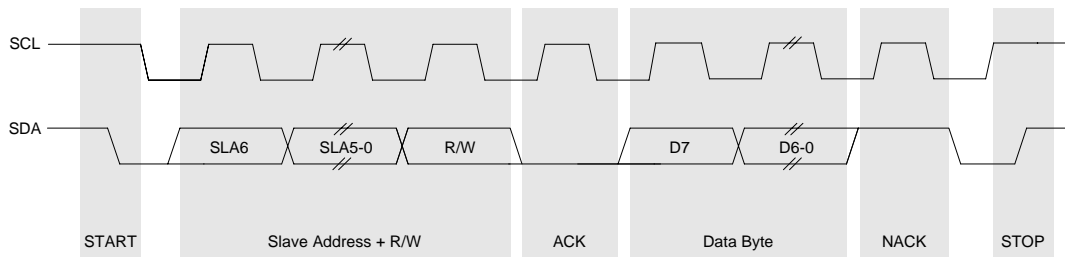 SCL
SDA
SLA6
SLA5-0
R/W
D7
D6-0
START
Slave Address + R/W
ACK
Data Byte
NACK
STOP